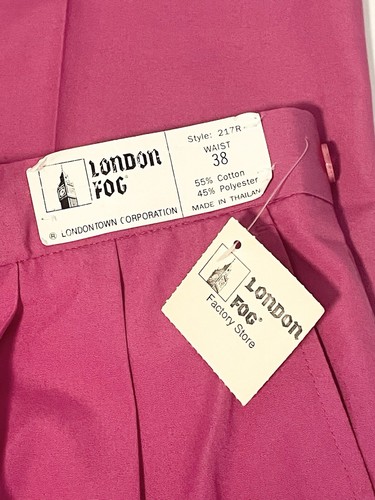 LONDON
FOG®
® LONDONTOWN CORPORATION
Style: 217R
WAIST
38
55% Cotton
45% Polyester
MADE IN THAILAN
LONDON
FOG®
Factory Store